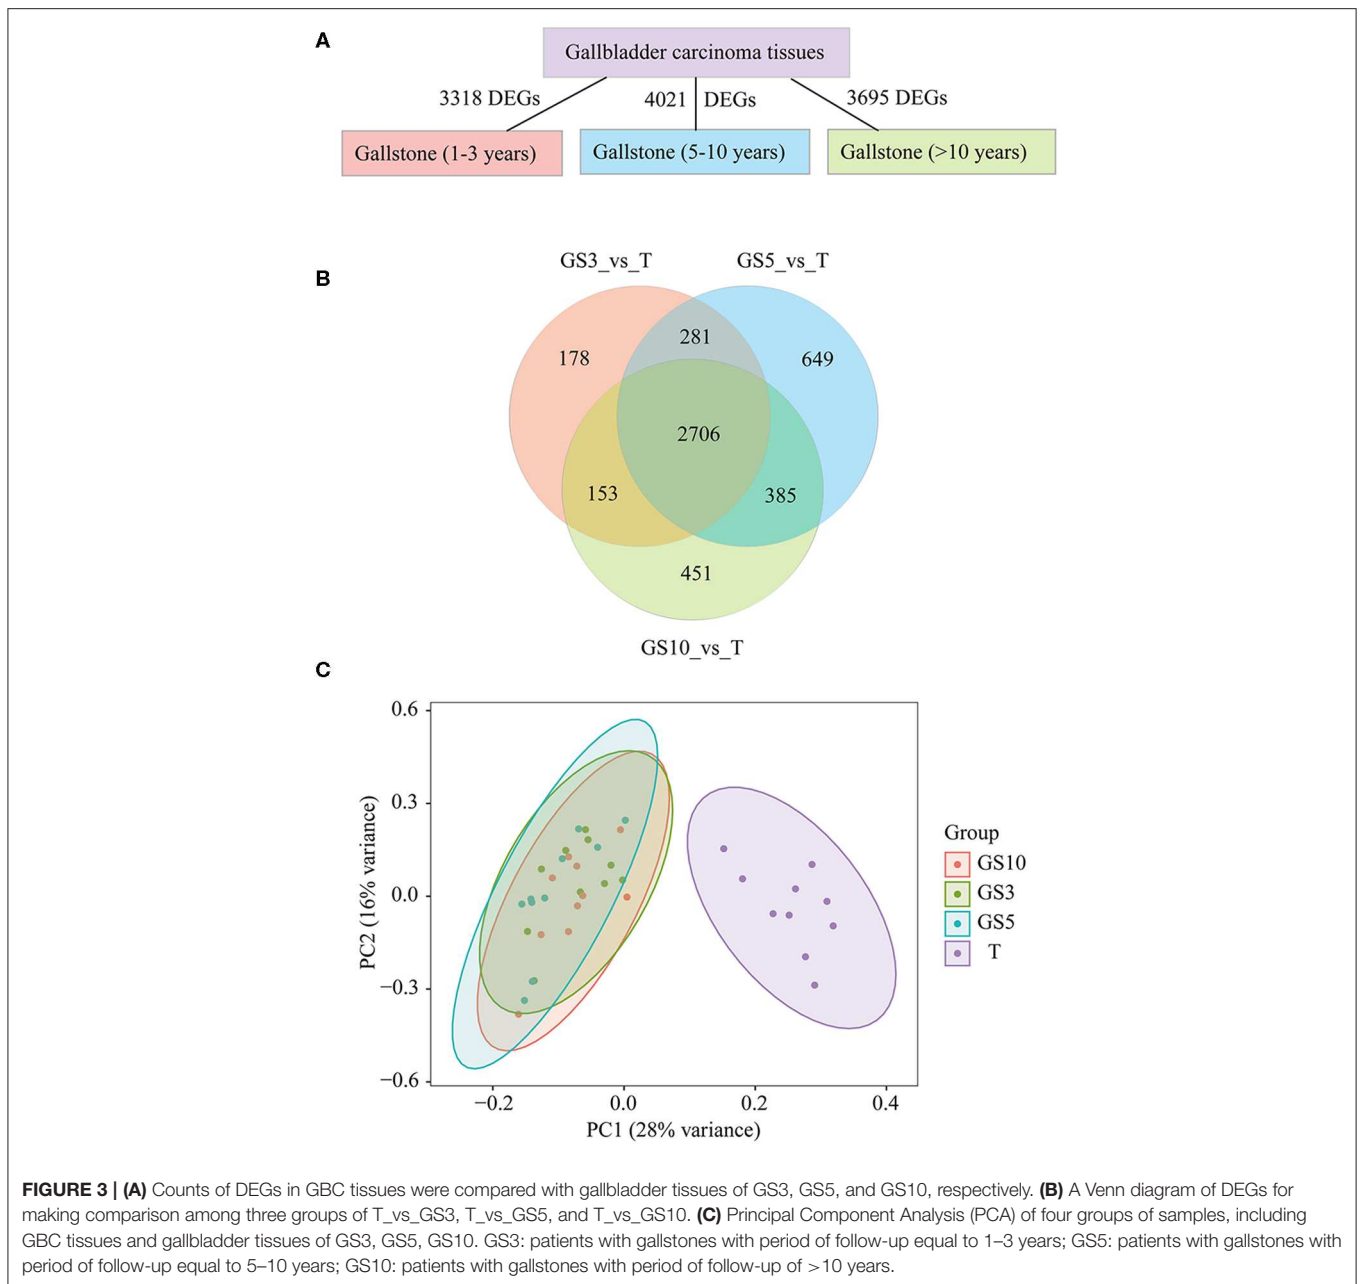 A
Gallbladder carcinoma tissues
3318 DEGs
4021 DEGs
3695 DEGs
Gallstone (1-3 years)
Gallstone (5-10 years)
Gallstone (>10 years)
B
GS3_vs_T
GS5_vs_T
281
178
649
2706
153
385
451
GS10_vs_T
C
0.6
0.3
0.0
−0.3
−0.6
PC2 (16% variance)
−0.2
0.0
0.2
0.4
PC1 (28% variance)
Group
GS10
GS3
GS5
T
FIGURE 3 | (A) Counts of DEGs in GBC tissues were compared with gallbladder tissues of GS3, GS5, and GS10, respectively. (B) A Venn diagram of DEGs for
making comparison among three groups of T_vs_GS3, T_vs_GS5, and T_vs_GS10. (C) Principal Component Analysis (PCA) of four groups of samples, including
GBC tissues and gallbladder tissues of GS3, GS5, GS10. GS3: patients with gallstones with period of follow-up equal to 1–3 years; GS5: patients with gallstones with
period of follow-up equal to 5–10 years; GS10: patients with gallstones with period of follow-up of >10 years.